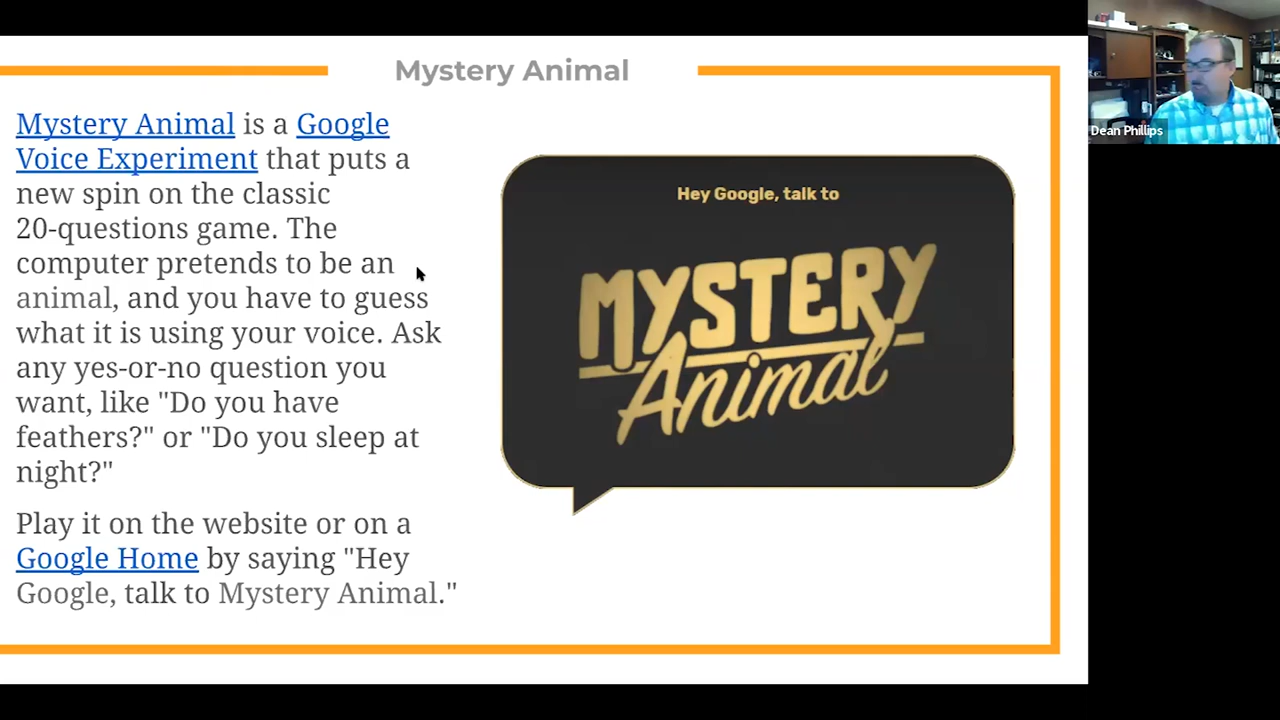 Mystery Animal
Mystery Animal is a Google
Voice Experiment that puts a
new spin on the classic
20-questions game. The
computer pretends to be an
animal, and you have to guess
what it is using your voice. Ask
any yes-or-no question you
want, like "Do you have
feathers?" or "Do you sleep at
night?"
Play it on the website or on a
Google Home by saying "Hey
Google, talk to Mystery Animal."
Hey Google, talk to
MYSTERY
Animal
Dean Phillips